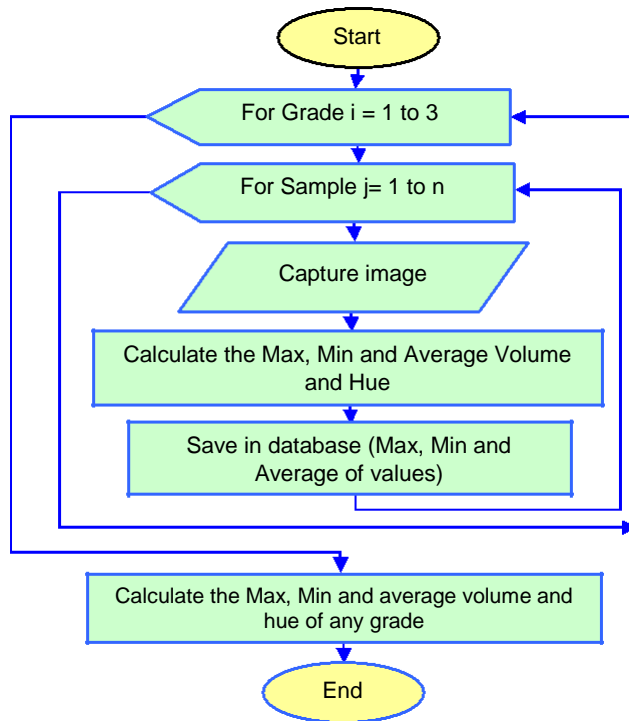 Start
For Grade i = 1 to 3
For Sample j= 1 to n
Capture image
Calculate the Max, Min and Average Volume
and Hue
Save in database (Max, Min and
Average of values)
Calculate the Max, Min and average volume and
hue of any grade
End